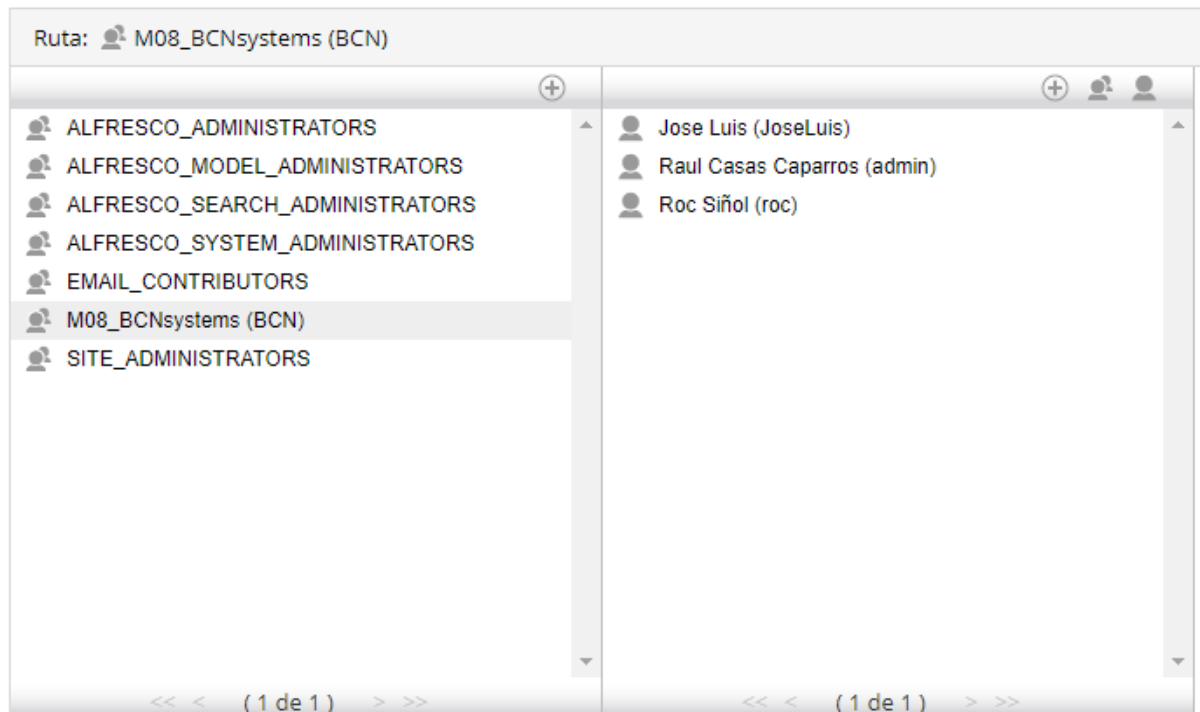 Ruta: M08_BCNsystems (BCN)
ALFRESCO_ADMINISTRATORS
ALFRESCO_MODEL_ADMINISTRATORS
ALFRESCO_SEARCH_ADMINISTRATORS
ALFRESCO_SYSTEM_ADMINISTRATORS
EMAIL_CONTRIBUTORS
M08_BCNsystems (BCN)
SITE_ADMINISTRATORS
<< < ( 1 de 1 ) > >>
Jose Luis (JoseLuis)
Raul Casas Caparros (admin)
Roc Siñol (roc)
<< < ( 1 de 1 ) > >>